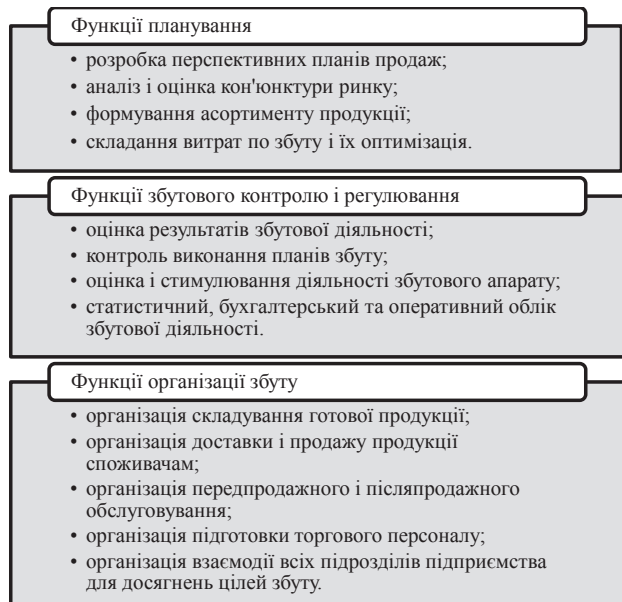 Функції планування
• розробка перспективних планів продаж;
• аналіз і оцінка кон'юнктури ринку;
• формування асортименту продукції;
• складання витрат по збуту і їх оптимізація.
Функції збутового контролю і регулювання
• оцінка результатів збутової діяльності;
• контроль виконання планів збуту;
• оцінка і стимулювання діяльності збутового апарату;
• статистичний, бухгалтерський та оперативний облік
збутової діяльності.
Функції організації збуту
• організація складування готової продукції;
• організація доставки і продажу продукції
споживачам;
• організація передпродажного і післяпродажного
обслуговування;
• організація підготовки торгового персоналу;
• організація взаємодії всіх підрозділів підприємства
для досягнень цілей збуту.